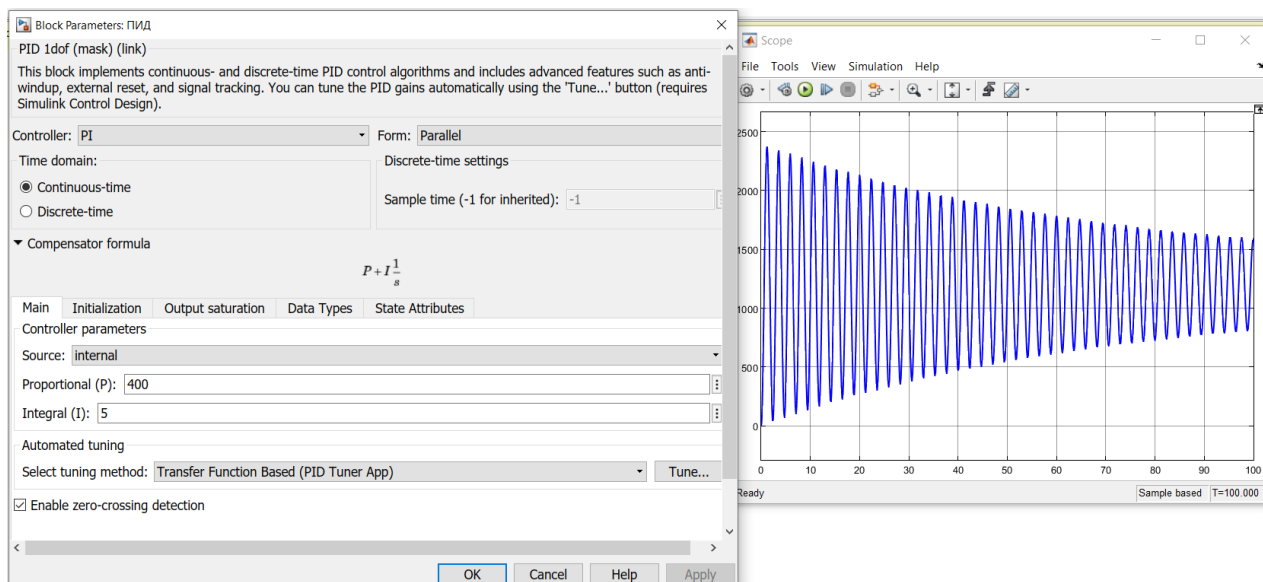 Block Parameters: ПИД
PID 1dof (mask) (link)
This block implements continuous- and discrete-time PID control algorithms and includes advanced features such as anti-
windup, external reset, and signal tracking. You can tune the PID gains automatically using the 'Tune...' button (requires
Simulink Control Design).
Controller: PI Form: Parallel
Time domain: Discrete-time settings
Continuous-time
Sample time (-1 for inherited): -1
Discrete-time
Compensator formula
P+I 1/s
Main Initialization Output saturation Data Types State Attributes
Controller parameters
Source: internal
Proportional (P): 400
Integral (I): 5
Automated tuning
Select tuning method: Transfer Function Based (PID Tuner App) Tune...
Enable zero-crossing detection
OK Cancel Help Apply
Scope
File Tools View Simulation Help
2500
2000
1500
1000
500
0
0 10 20 30 40 50 60 70 80 90 100
Ready Sample based T=100.000